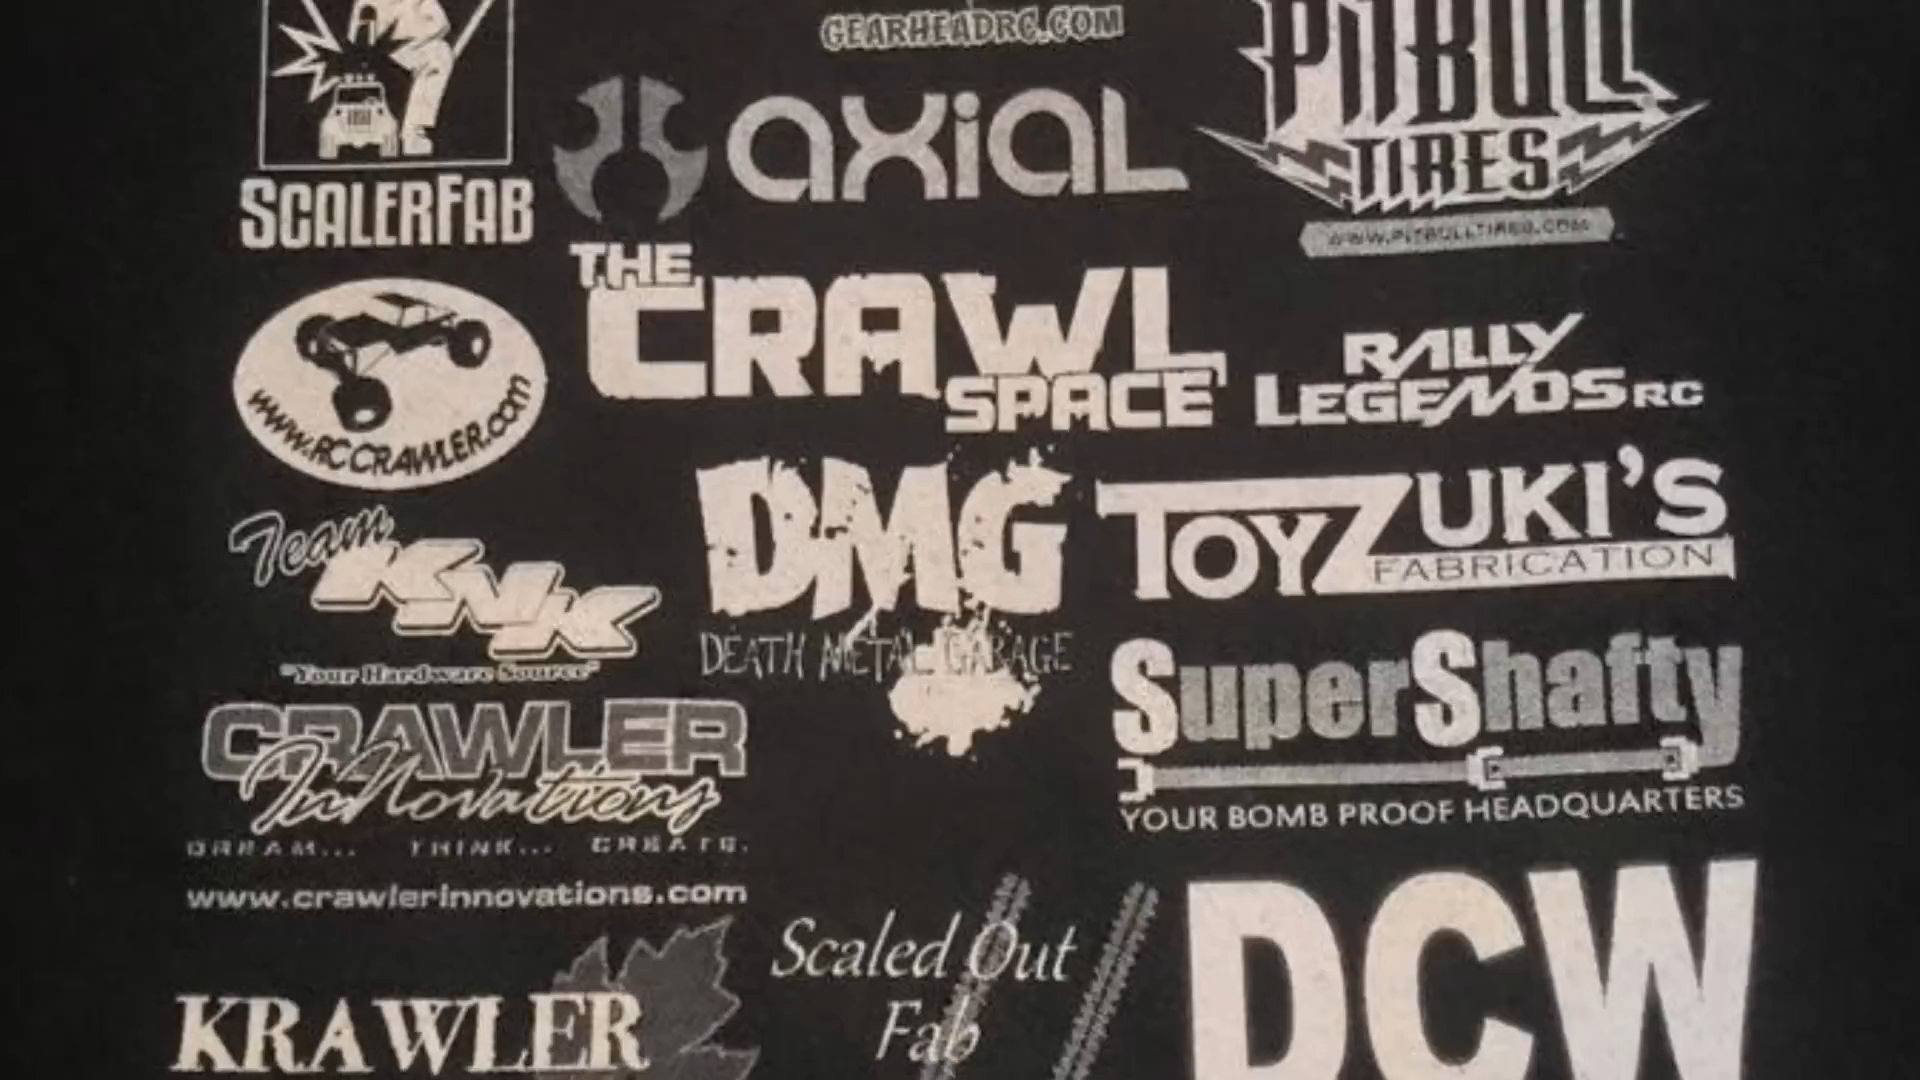 GEARHEADRC.COM
SCALERFAB
axial
PITBULL
TIRES
WWW.PITBULLTIRES.COM
THE
CRAWL
SPACE
www.RCCRAWLER.com
RALLY
LEGENDS RC
Team
KNK
"Your Hardware Source"
DMG
DEATH METAL GARAGE
TOYZUKI'S
FABRICATION
SuperShafty
YOUR BOMB PROOF HEADQUARTERS
CRAWLER
InNovations
DREAM... THINK... CREATE.
www.crawlerinnovations.com
KRAWLER
Scaled Out
Fab
DCW